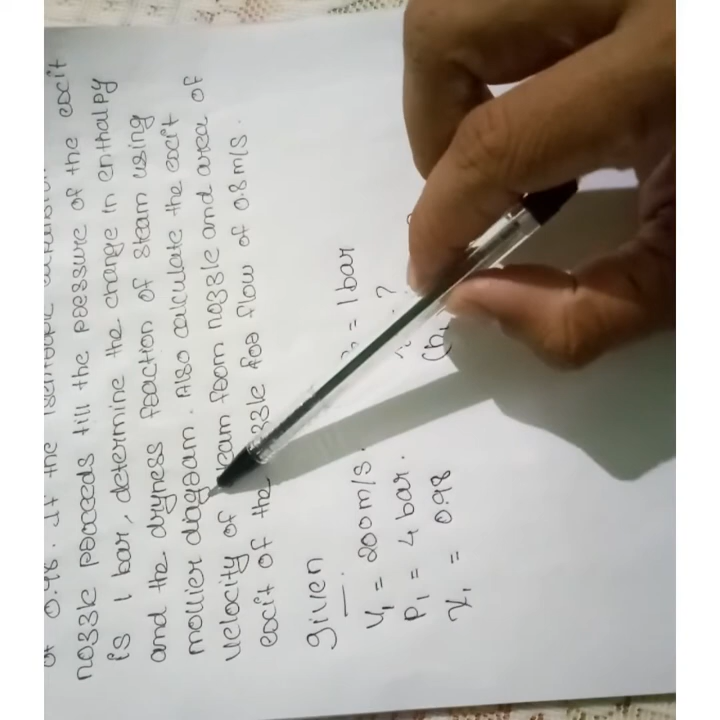 of 0.98. If the isentropic expansion
nozzle proceeds till the pressure of the exit
is 1 bar, determine the change in enthalpy
and the dryness fraction of steam using
mollier diagram. Also calculate the exit
velocity of steam from nozzle and area of
exit of the nozzle for flow of 0.8 m/s.
given
V₁ = 200 m/s.
P₁ = 4 bar.
x₁ = 0.98
= 1 bar
?
(h₁